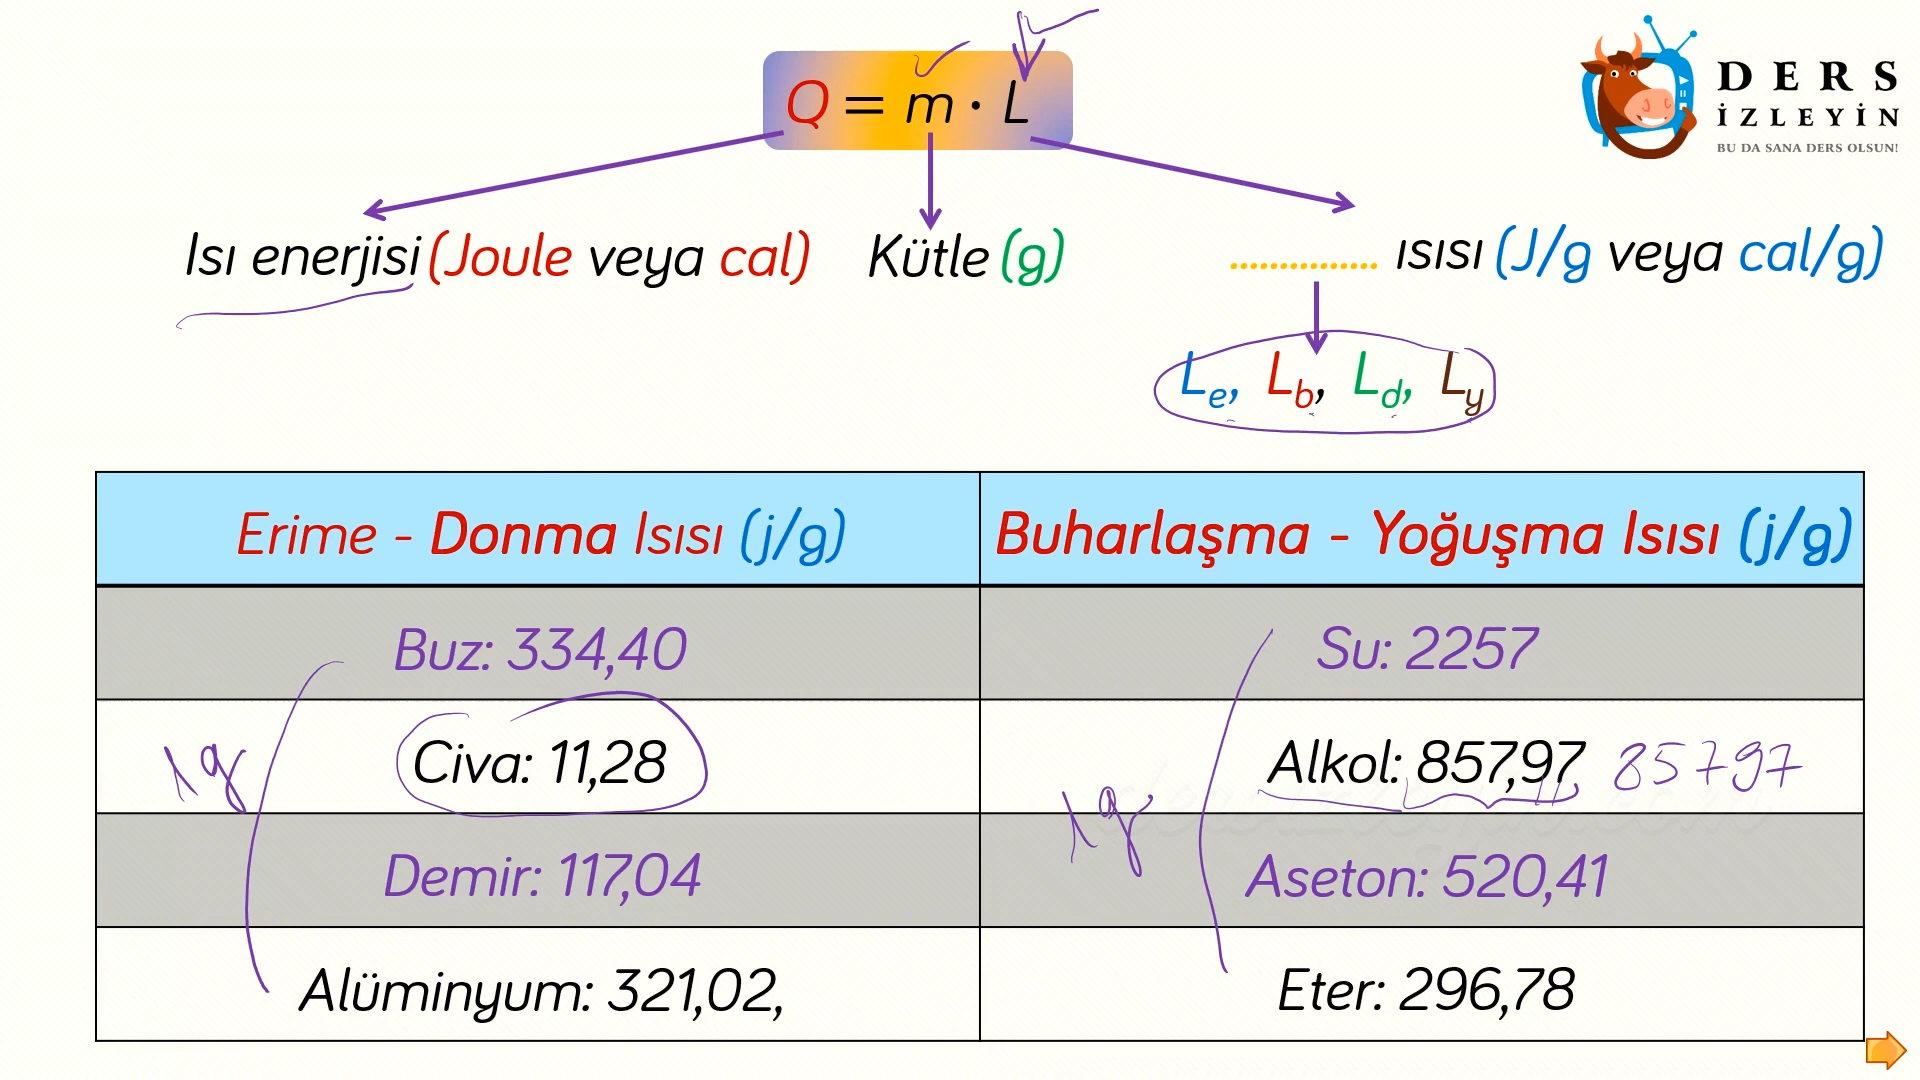 Q = m · L
DERS
İZLEYİN
BU DA SANA DERS OLSUN!
Isı enerjisi (Joule veya cal)
Kütle (g)
............... ısısı (J/g veya cal/g)
Le, Lb, Ld, Ly
Erime - Donma Isısı (j/g)
Buharlaşma - Yoğuşma Isısı (j/g)
Buz: 334,40
Su: 2257
1g
Civa: 11,28
Alkol: 857,97 85797
1g
Demir: 117,04
Aseton: 520,41
Alüminyum: 321,02,
Eter: 296,78